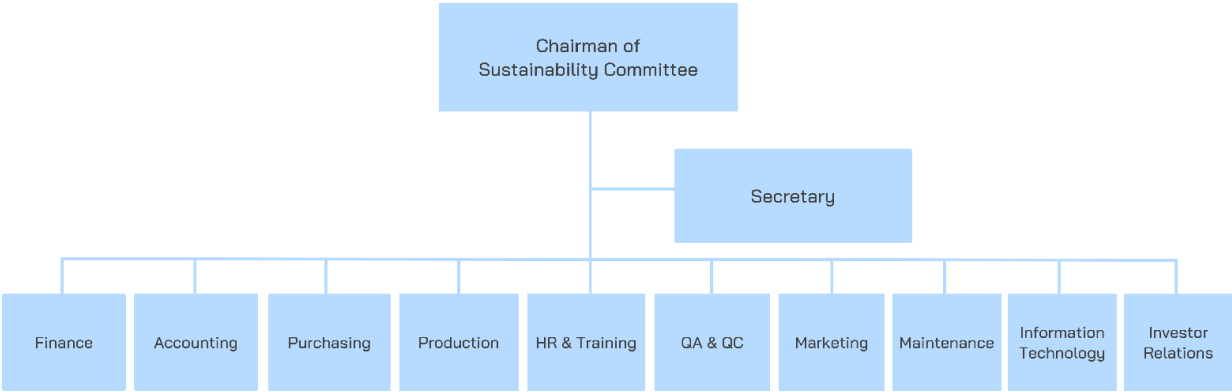 Chairman of
Sustainability Committee
Secretary
Finance
Accounting
Purchasing
Production
HR & Training
QA & QC
Marketing
Maintenance
Information
Technology
Investor
Relations